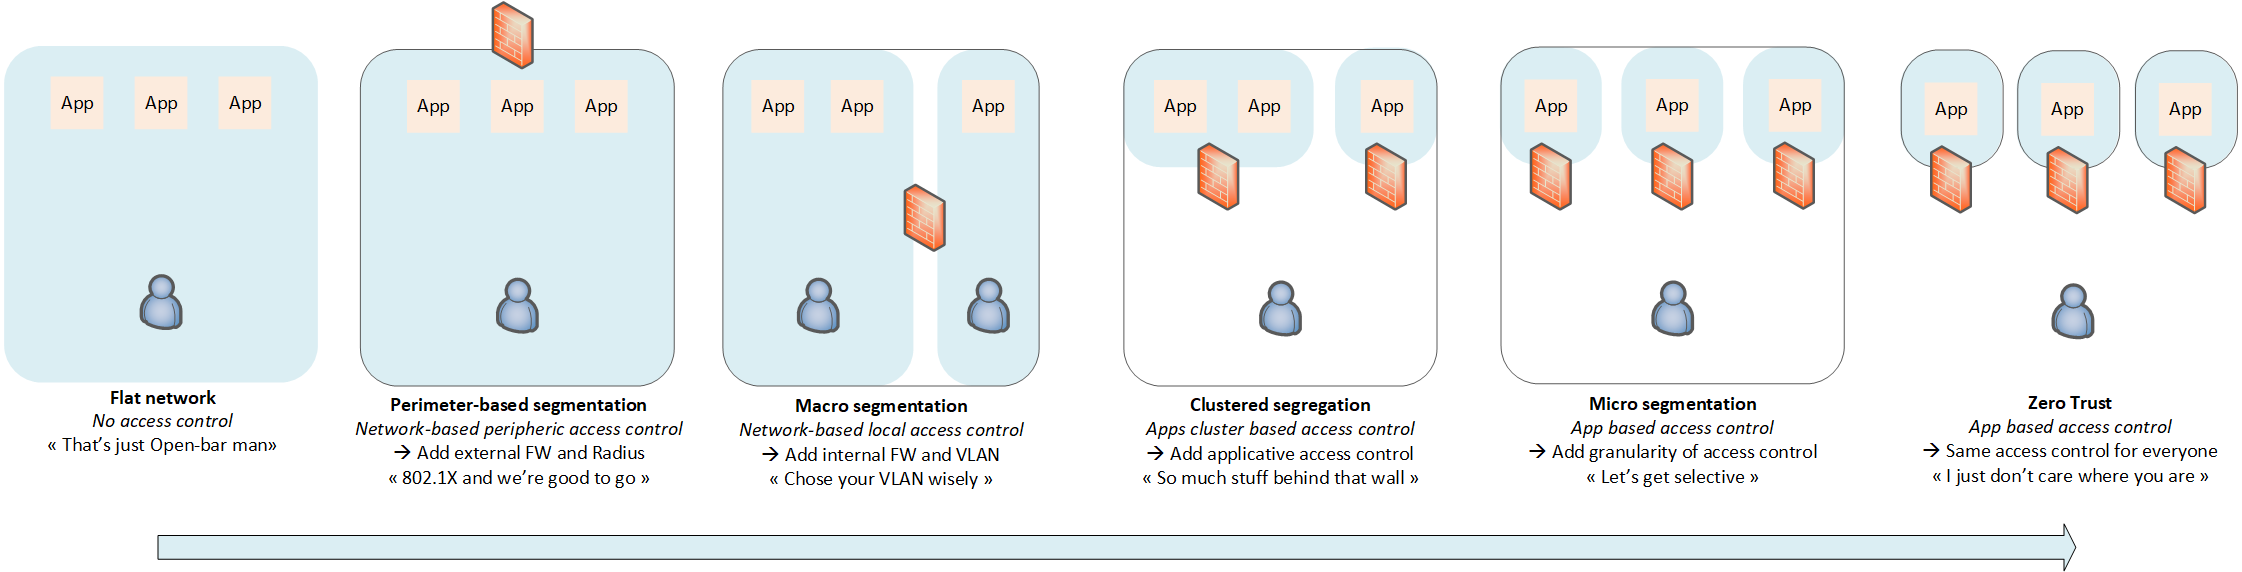 App App App
Flat network
No access control
« That's just Open-bar man»
App App App
Perimeter-based segmentation
Network-based peripheric access control
→ Add external FW and Radius
« 802.1X and we're good to go »
App App App
Macro segmentation
Network-based local access control
→ Add internal FW and VLAN
« Chose your VLAN wisely »
App App App
Clustered segregation
Apps cluster based access control
→ Add applicative access control
« So much stuff behind that wall »
App App App
Micro segmentation
App based access control
→ Add granularity of access control
« Let's get selective »
App App App
Zero Trust
App based access control
→ Same access control for everyone
« I just don't care where you are »